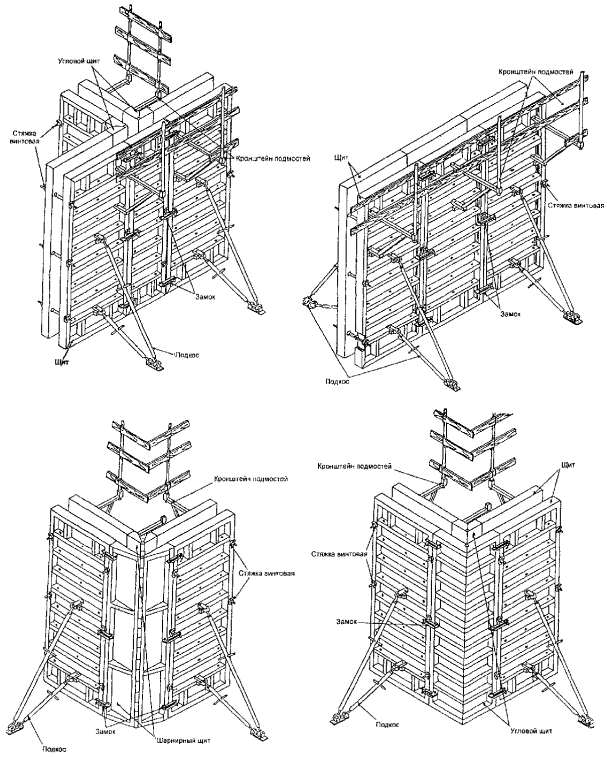 Угловой щит
Стяжка
винтовая
Кронштейн подмостей
Замок
Подкос
Щит
Кронштейн подмостей
Щит
Стяжка винтовая
Замок
Подкос
Кронштейн подмостей
Стяжка винтовая
Замок
Шарнирный щит
Подкос
Кронштейн подмостей
Щит
Стяжка винтовая
Замок
Подкос
Угловой щит